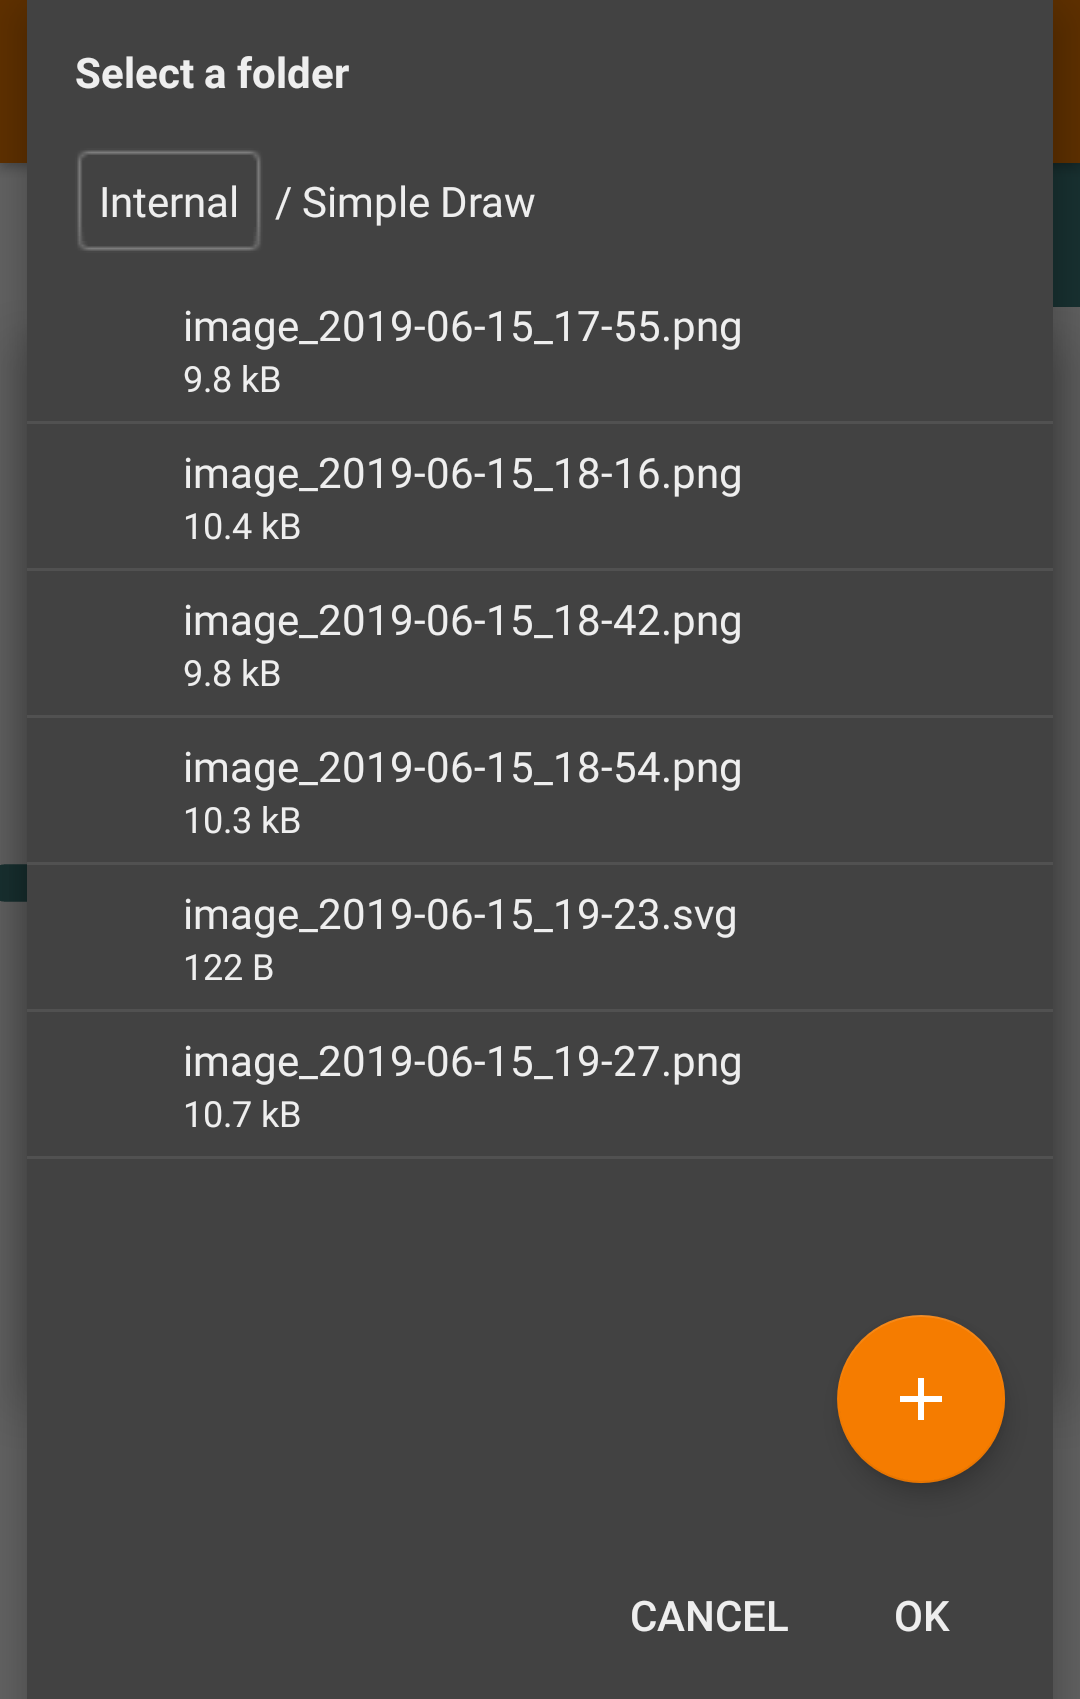 Select a folder
Internal / Simple Draw
image_2019-06-15_17-55.png
9.8 kB
image_2019-06-15_18-16.png
10.4 kB
image_2019-06-15_18-42.png
9.8 kB
image_2019-06-15_18-54.png
10.3 kB
image_2019-06-15_19-23.svg
122 B
image_2019-06-15_19-27.png
10.7 kB
CANCEL OK